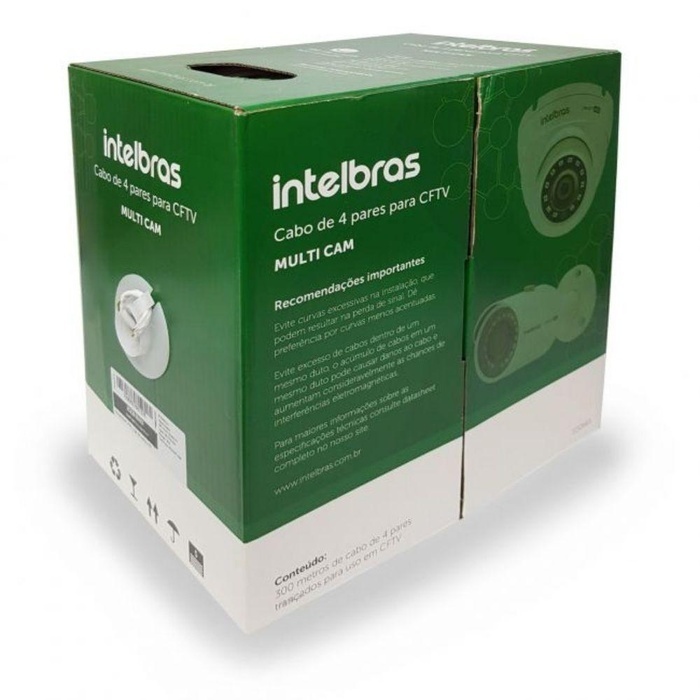 intelbras
Cabo de 4 pares para CFTV
MULTI CAM
intelbras
Cabo de 4 pares para CFTV
MULTI CAM
Recomendações importantes
Evite curvas excessivas na instalação, que
podem resultar na perda de sinal. Dê
preferência por curvas menos acentuadas
Evite excesso de cabos dentro de um
mesmo duto, o acúmulo de cabos em um
mesmo duto pode causar danos ao cabo e
aumentam consideravelmente as chances de
interferências eletromagnéticas.
Para maiores informações sobre as
especificações técnicas consulte datasheet
completo no nosso site
www.intelbras.com.br
Conteúdo:
300 metros de cabo de 4 pares
trançados para uso em CFTV
intelbras
intelbras